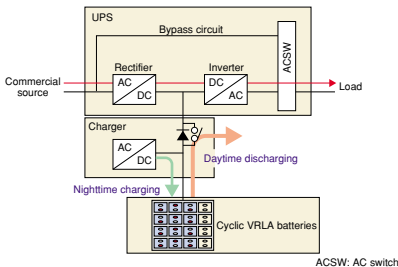 UPS
Bypass circuit
Rectifier
Inverter
ACSW
Commercial
source
AC
DC
DC
AC
Load
Charger
AC
DC
Daytime discharging
Nighttime charging
Cyclic VRLA batteries
ACSW: AC switch